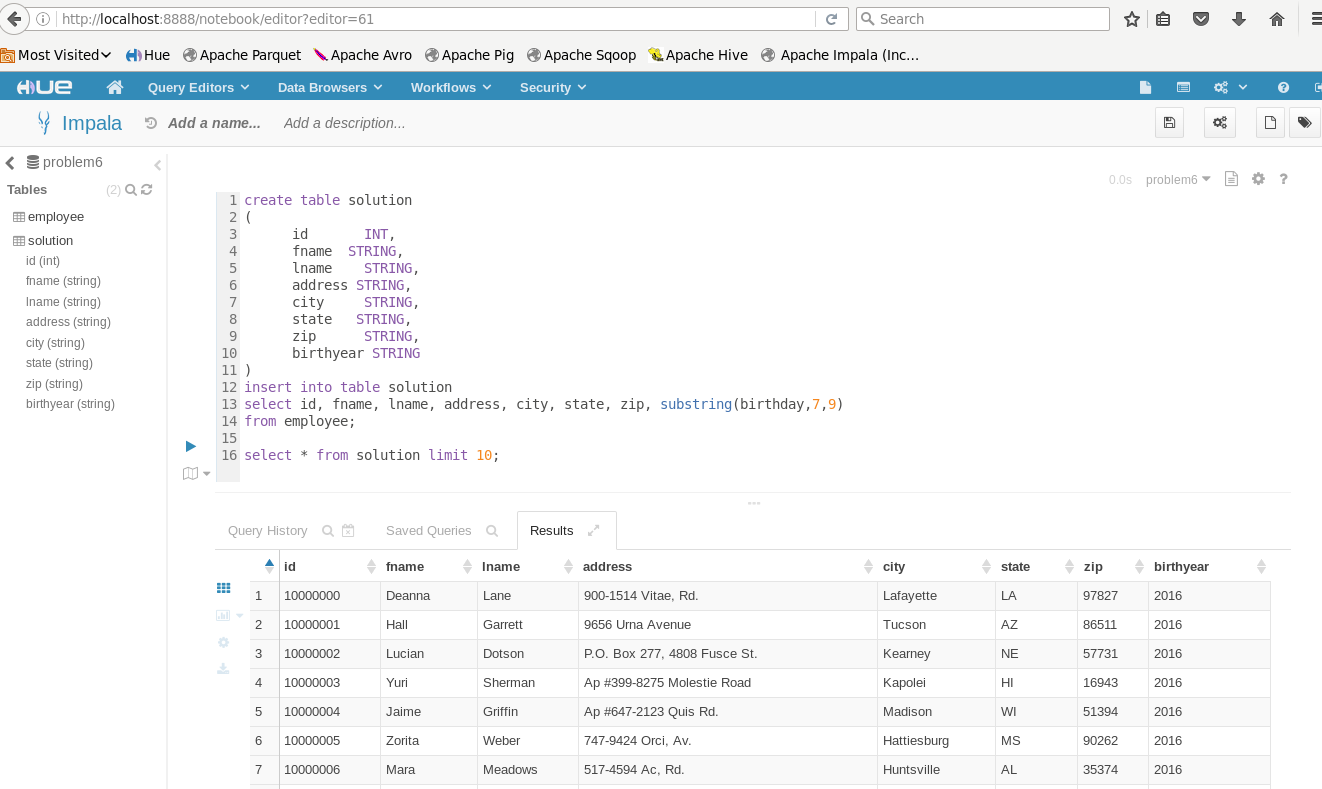 http://localhost:8888/notebook/editor?editor=61 Search
Most Visited Hue Apache Parquet Apache Avro Apache Pig Apache Sqoop Apache Hive Apache Impala (Inc...
HUE Query Editors Data Browsers Workflows Security
Impala Add a name... Add a description...
problem6
0.0s problem6
Tables (2)
employee
solution
id (int)
fname (string)
lname (string)
address (string)
city (string)
state (string)
zip (string)
birthyear (string)
1 create table solution
2 (
3 id INT,
4 fname STRING,
5 lname STRING,
6 address STRING,
7 city STRING,
8 state STRING,
9 zip STRING,
10 birthyear STRING
11 )
12 insert into table solution
13 select id, fname, lname, address, city, state, zip, substring(birthday,7,9)
14 from employee;
15
16 select * from solution limit 10;
Query History Saved Queries Results
id fname lname address city state zip birthyear
1 10000000 Deanna Lane 900-1514 Vitae, Rd. Lafayette LA 97827 2016
2 10000001 Hall Garrett 9656 Urna Avenue Tucson AZ 86511 2016
3 10000002 Lucian Dotson P.O. Box 277, 4808 Fusce St. Kearney NE 57731 2016
4 10000003 Yuri Sherman Ap #399-8275 Molestie Road Kapolei HI 16943 2016
5 10000004 Jaime Griffin Ap #647-2123 Quis Rd. Madison WI 51394 2016
6 10000005 Zorita Weber 747-9424 Orci, Av. Hattiesburg MS 90262 2016
7 10000006 Mara Meadows 517-4594 Ac, Rd. Huntsville AL 35374 2016